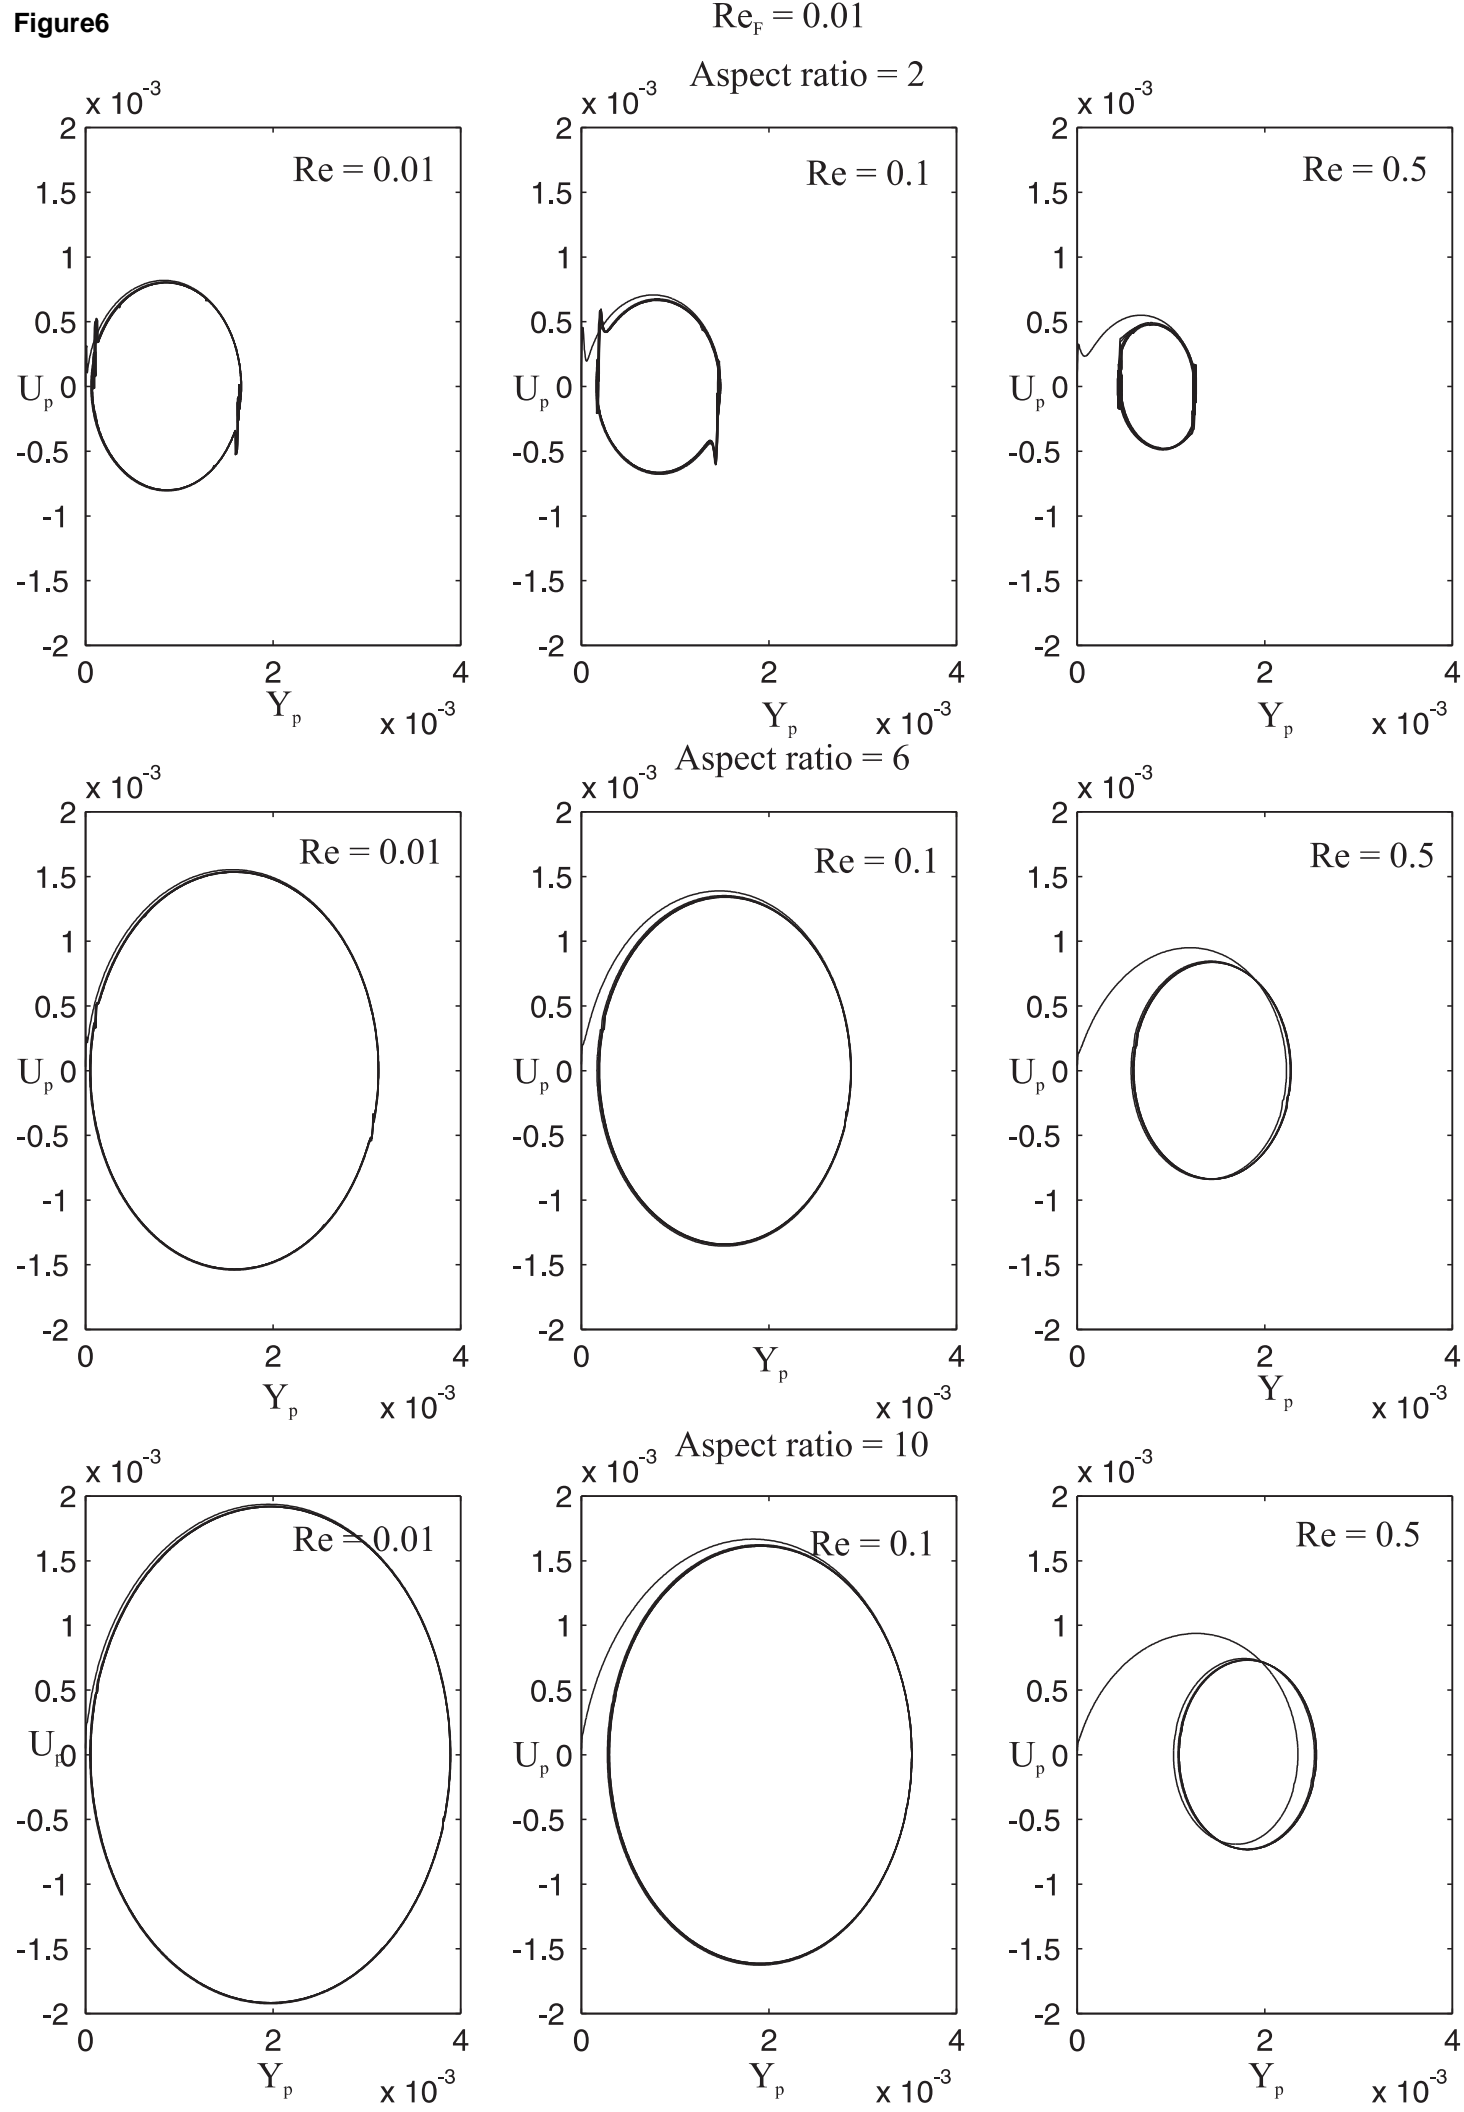 Figure6
Re_F = 0.01
Aspect ratio = 2
x 10^-3 x 10^-3 x 10^-3
Re = 0.01 Re = 0.1 Re = 0.5
2 2 2
1.5 1.5 1.5
1 1 1
0.5 0.5 0.5
U_p 0 U_p 0 U_p 0
-0.5 -0.5 -0.5
-1 -1 -1
-1.5 -1.5 -1.5
-2 -2 -2
0 2 4 0 2 4 0 2 4
Y_p x 10^-3 Y_p x 10^-3 Y_p x 10^-3
Aspect ratio = 6
x 10^-3 x 10^-3 x 10^-3
2 2 2
Re = 0.01 Re = 0.1 Re = 0.5
1.5 1.5 1.5
1 1 1
0.5 0.5 0.5
U_p 0 U_p 0 U_p 0
-0.5 -0.5 -0.5
-1 -1 -1
-1.5 -1.5 -1.5
-2 -2 -2
0 2 4 0 2 4 0 2 4
Y_p x 10^-3 Y_p x 10^-3 Y_p x 10^-3
Aspect ratio = 10
x 10^-3 x 10^-3 x 10^-3
2 2 2
Re = 0.01 Re = 0.1 Re = 0.5
1.5 1.5 1.5
1 1 1
0.5 0.5 0.5
U_p 0 U_p 0 U_p 0
-0.5 -0.5 -0.5
-1 -1 -1
-1.5 -1.5 -1.5
-2 -2 -2
0 2 4 0 2 4 0 2 4
Y_p x 10^-3 Y_p x 10^-3 Y_p x 10^-3